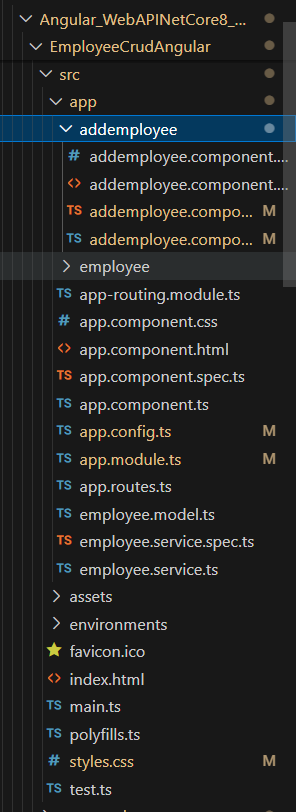 Angular_WebAPINetCore8_...
EmployeeCrudAngular
src
app
addemployee
# addemployee.component....
<> addemployee.component....
TS addemployee.compo... M
TS addemployee.compo... M
employee
TS app-routing.module.ts
# app.component.css
<> app.component.html
TS app.component.spec.ts
TS app.component.ts
TS app.config.ts M
TS app.module.ts M
TS app.routes.ts
TS employee.model.ts
TS employee.service.spec.ts
TS employee.service.ts
assets
environments
favicon.ico
<> index.html
TS main.ts
TS polyfills.ts
# styles.css M
TS test.ts